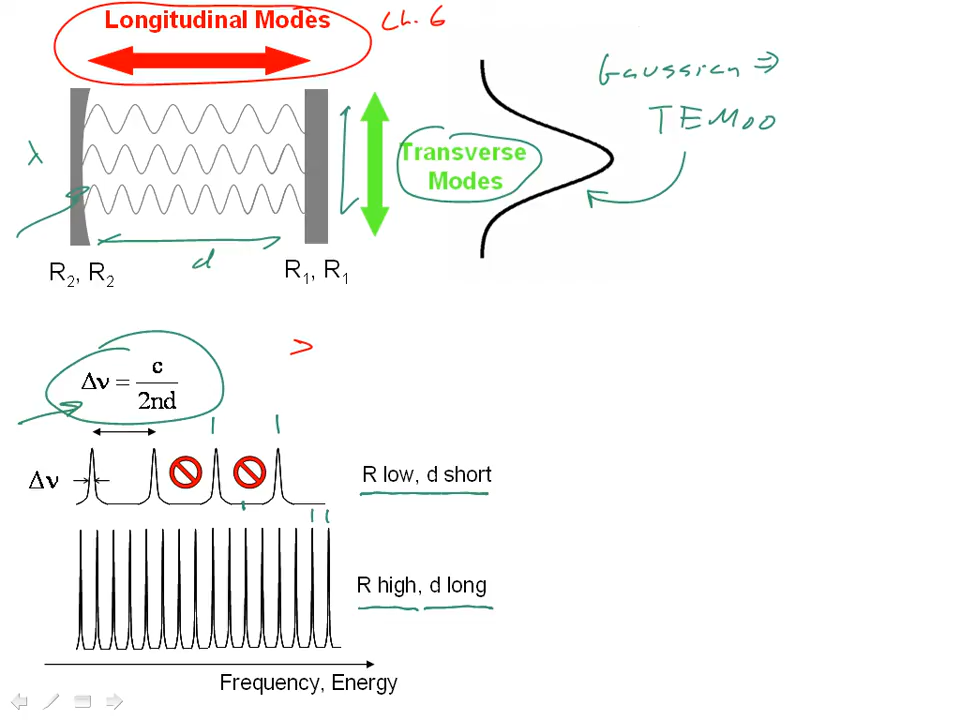 Longitudinal Modes
Ch. 6
Gaussian ⇒
TEM00
λ
Transverse
Modes
d
R2, R2
R1, R1
>
Δν = c/2nd
Δν
R low, d short
R high, d long
Frequency, Energy